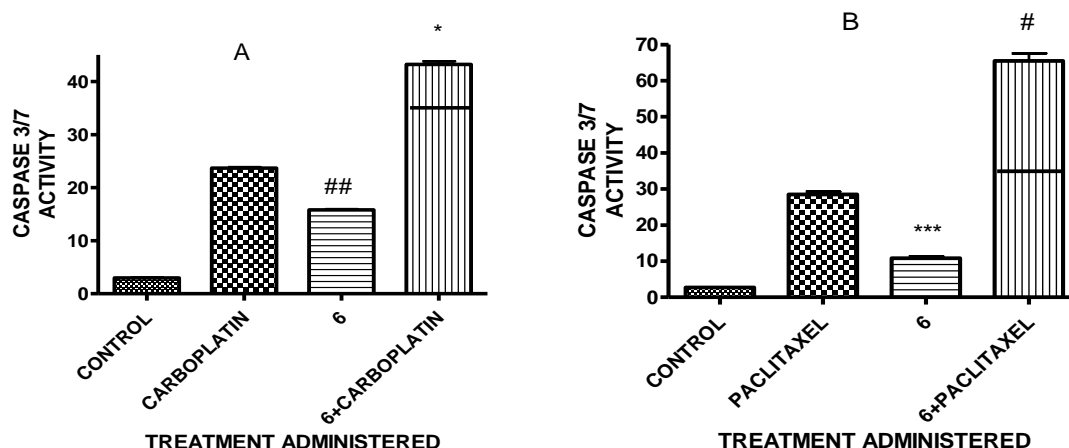 A
*
40
30
20
10
0
##
CASPASE 3/7
ACTIVITY
CONTROL
CARBOPLATIN
6
6+CARBOPLATIN
TREATMENT ADMINISTERED
B
#
70
60
50
40
30
20
10
0
***
CASPASE 3/7
ACTIVITY
CONTROL
PACLITAXEL
6
6+PACLITAXEL
TREATMENT ADMINISTERED